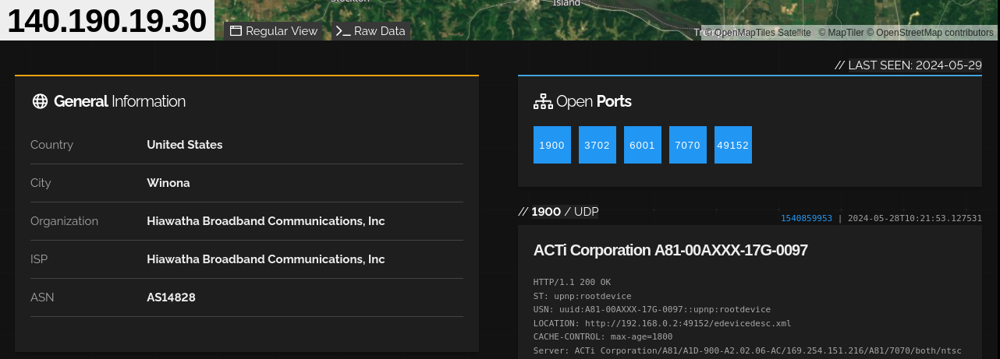 Stockton
Island
140.190.19.30
Regular View
Raw Data
© OpenMapTiles Satellite © MapTiler © OpenStreetMap contributors
// LAST SEEN: 2024-05-29
General Information
Country United States
City Winona
Organization Hiawatha Broadband Communications, Inc
ISP Hiawatha Broadband Communications, Inc
ASN AS14828
Open Ports
1900 3702 6001 7070 49152
// 1900 / UDP
1540859953 | 2024-05-28T10:21:53.127531
ACTi Corporation A81-00AXXX-17G-0097
HTTP/1.1 200 OK
ST: upnp:rootdevice
USN: uuid:A81-00AXXX-17G-0097::upnp:rootdevice
LOCATION: http://192.168.0.2:49152/edevicedesc.xml
CACHE-CONTROL: max-age=1800
Server: ACTi Corporation/A81/A1D-900-A2.02.06-AC/169.254.151.216/A81/7070/both/ntsc